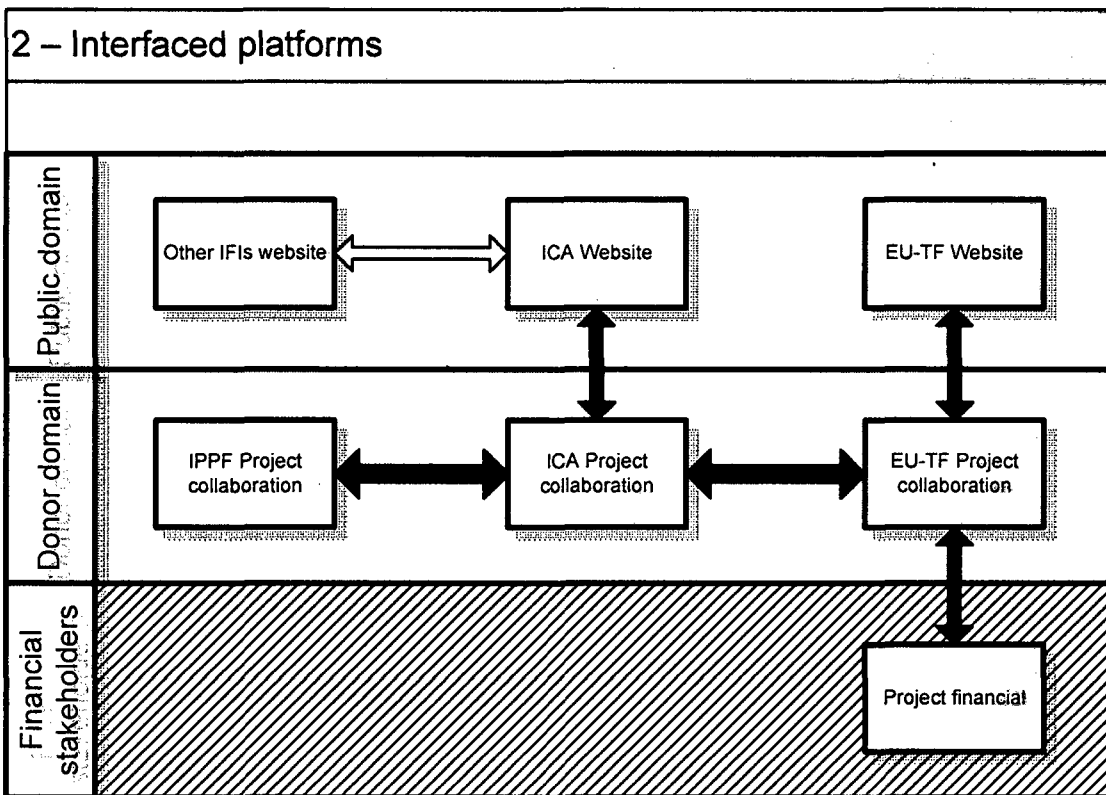 2 – Interfaced platforms
Public domain
Other IFIs website
ICA Website
EU-TF Website
Donor domain
IPPF Project
collaboration
ICA Project
collaboration
EU-TF Project
collaboration
Financial
stakeholders
Project financial